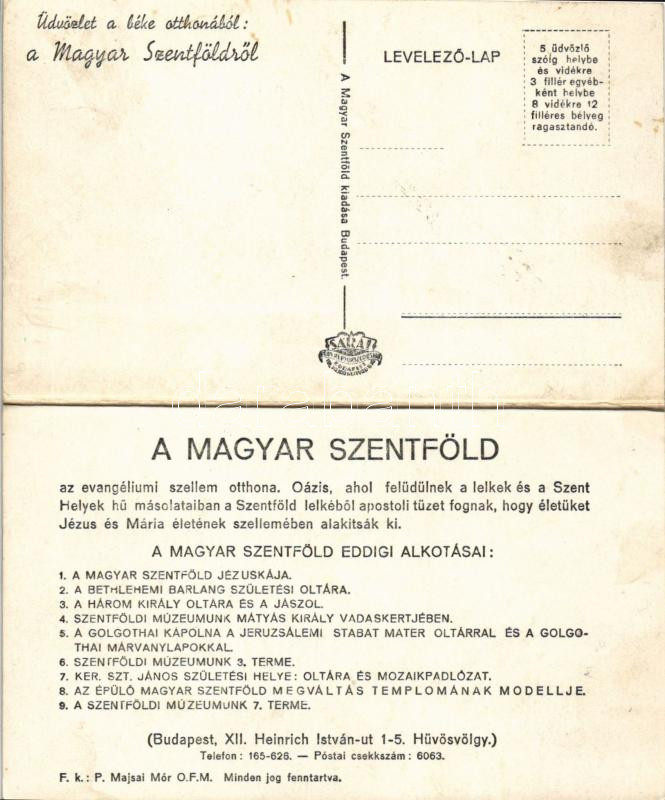 Üdvözlet a béke otthonából:
a Magyar Szentföldről
A Magyar Szentföld kiadása Budapest.
LEVELEZŐ-LAP
5 üdvözlő
szóig helybe
és vidékre
3 fillér egyéb-
ként helybe
8 vidékre 12
filléres bélyeg
ragasztandó.
BUDAPEST
A MAGYAR SZENTFÖLD
az evangéliumi szellem otthona. Oázis, ahol felüdülnek a lelkek és a Szent
Helyek hű másolataiban a Szentföld lelkéből apostoli tüzet fognak, hogy életüket
Jézus és Mária életének szellemében alakítsák ki.
A MAGYAR SZENTFÖLD EDDIGI ALKOTÁSAI:
1. A MAGYAR SZENTFÖLD JÉZUSKÁJA.
2. A BETHLEHEMI BARLANG SZÜLETÉSI OLTÁRA.
3. A HÁROM KIRÁLY OLTÁRA ÉS A JÁSZOL.
4. SZENTFÖLDI MÚZEUMUNK MÁTYÁS KIRÁLY VADASKERTJÉBEN.
5. A GOLGOTHAI KÁPOLNA A JERUZSÁLEMI STABAT MATER OLTÁRRAL ÉS A GOLGO-
THAI MÁRVANYLAPOKKAL.
6. SZENTFÖLDI MÚZEUMUNK 3. TERME.
7. KER. SZT. JÁNOS SZÜLETÉSI HELYE: OLTÁRA ÉS MOZAIKPADLÓZAT.
8. AZ ÉPÜLŐ MAGYAR SZENTFÖLD MEGVÁLTÁS TEMPLOMÁNAK MODELLJE.
9. A SZENTFÖLDI MÚZEUMUNK 7. TERME.
(Budapest, XII. Heinrich István-ut 1-5. Hüvösvölgy.)
Telefon: 165-626. — Póstai csekkszám: 6063.
F. k.: P. Majsai Mór O.F.M. Minden jog fenntartva.